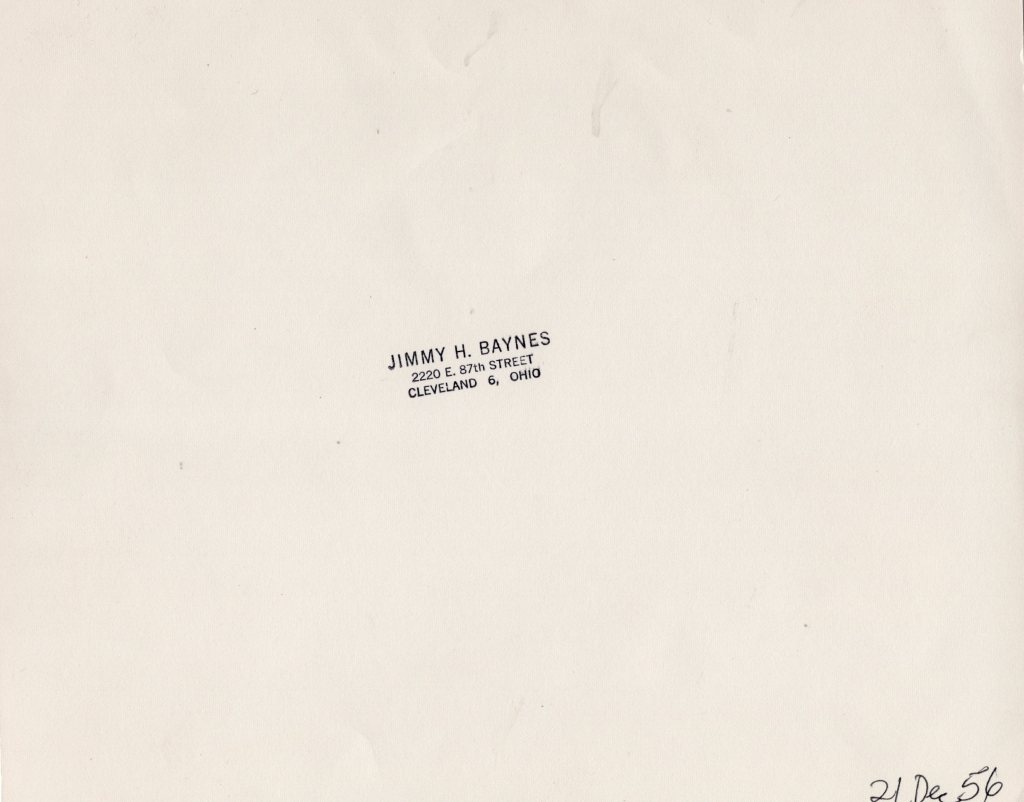 JIMMY H. BAYNES
2220 E. 87th STREET
CLEVELAND 6, OHIO
21 Dec 56